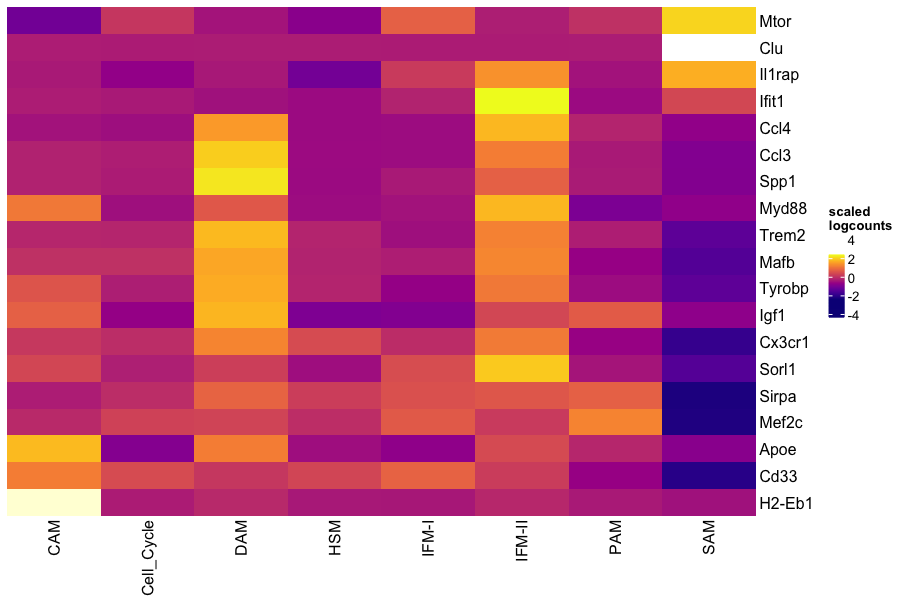 Mtor
Clu
Il1rap
Ifit1
Ccl4
Ccl3
Spp1
Myd88
Trem2
Mafb
Tyrobp
Igf1
Cx3cr1
Sorl1
Sirpa
Mef2c
Apoe
Cd33
H2-Eb1
scaled
logcounts
4
2
0
-2
-4
CAM
Cell_Cycle
DAM
HSM
IFM-I
IFM-II
PAM
SAM